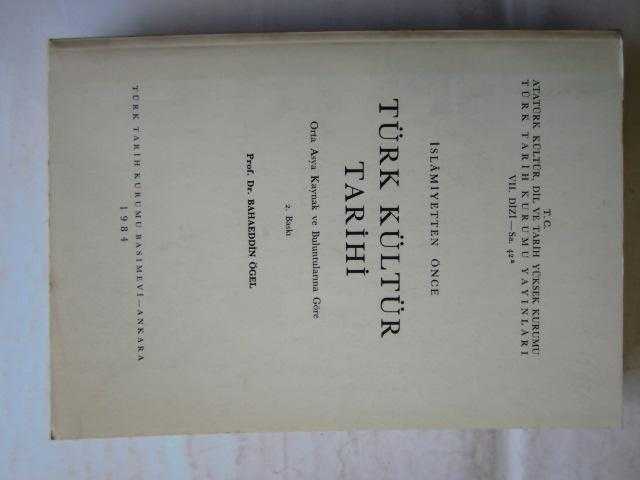 T. C.
ATATÜRK KÜLTÜR, DİL VE TARİH YÜKSEK KURUMU
TÜRK TARİH KURUMU YAYINLARI
VII. DİZİ—Sa. 42ª
İSLÂMİYETTEN ÖNCE
TÜRK KÜLTÜR
TARİHİ
Orta Asya Kaynak ve Buluntularına Göre
2. Baskı
Prof. Dr. BAHAEDDİN ÖGEL
TÜRK TARİH KURUMU BASIMEVİ—ANKARA
1984